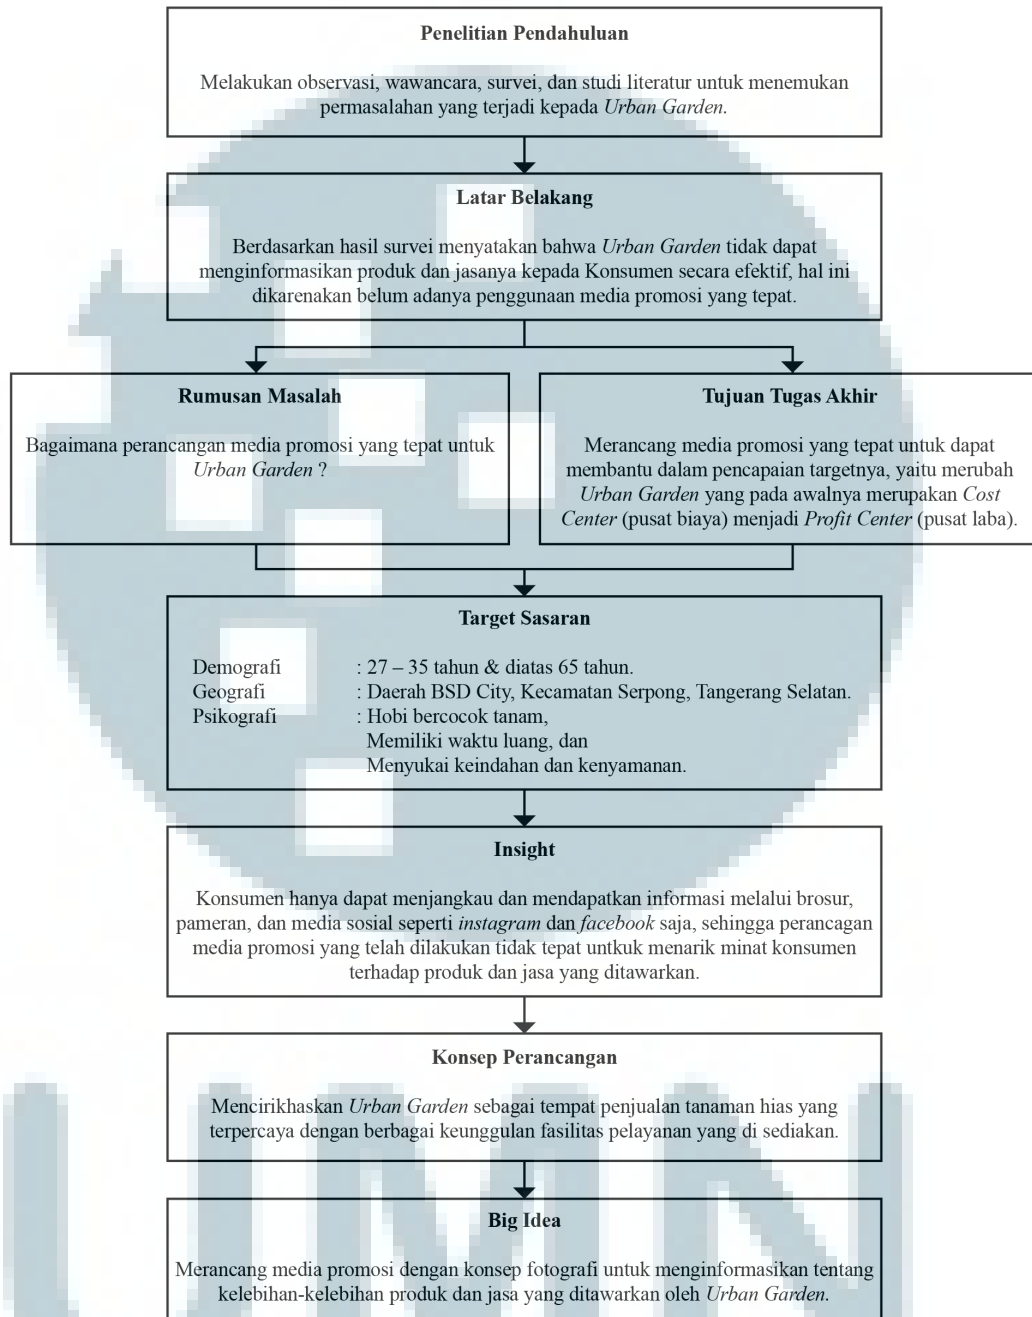 Penelitian Pendahuluan
Melakukan observasi, wawancara, survei, dan studi literatur untuk menemukan
permasalahan yang terjadi kepada Urban Garden.
Latar Belakang
Berdasarkan hasil survei menyatakan bahwa Urban Garden tidak dapat
menginformasikan produk dan jasanya kepada Konsumen secara efektif, hal ini
dikarenakan belum adanya penggunaan media promosi yang tepat.
Rumusan Masalah
Bagaimana perancangan media promosi yang tepat untuk
Urban Garden ?
Tujuan Tugas Akhir
Merancang media promosi yang tepat untuk dapat
membantu dalam pencapaian targetnya, yaitu merubah
Urban Garden yang pada awalnya merupakan Cost
Center (pusat biaya) menjadi Profit Center (pusat laba).
Target Sasaran
Demografi : 27 – 35 tahun & diatas 65 tahun.
Geografi : Daerah BSD City, Kecamatan Serpong, Tangerang Selatan.
Psikografi : Hobi bercocok tanam,
Memiliki waktu luang, dan
Menyukai keindahan dan kenyamanan.
Insight
Konsumen hanya dapat menjangkau dan mendapatkan informasi melalui brosur,
pameran, dan media sosial seperti instagram dan facebook saja, sehingga perancagan
media promosi yang telah dilakukan tidak tepat untkuk menarik minat konsumen
terhadap produk dan jasa yang ditawarkan.
Konsep Perancangan
Mencirikhaskan Urban Garden sebagai tempat penjualan tanaman hias yang
terpercaya dengan berbagai keunggulan fasilitas pelayanan yang di sediakan.
Big Idea
Merancang media promosi dengan konsep fotografi untuk menginformasikan tentang
kelebihan-kelebihan produk dan jasa yang ditawarkan oleh Urban Garden.
UMN